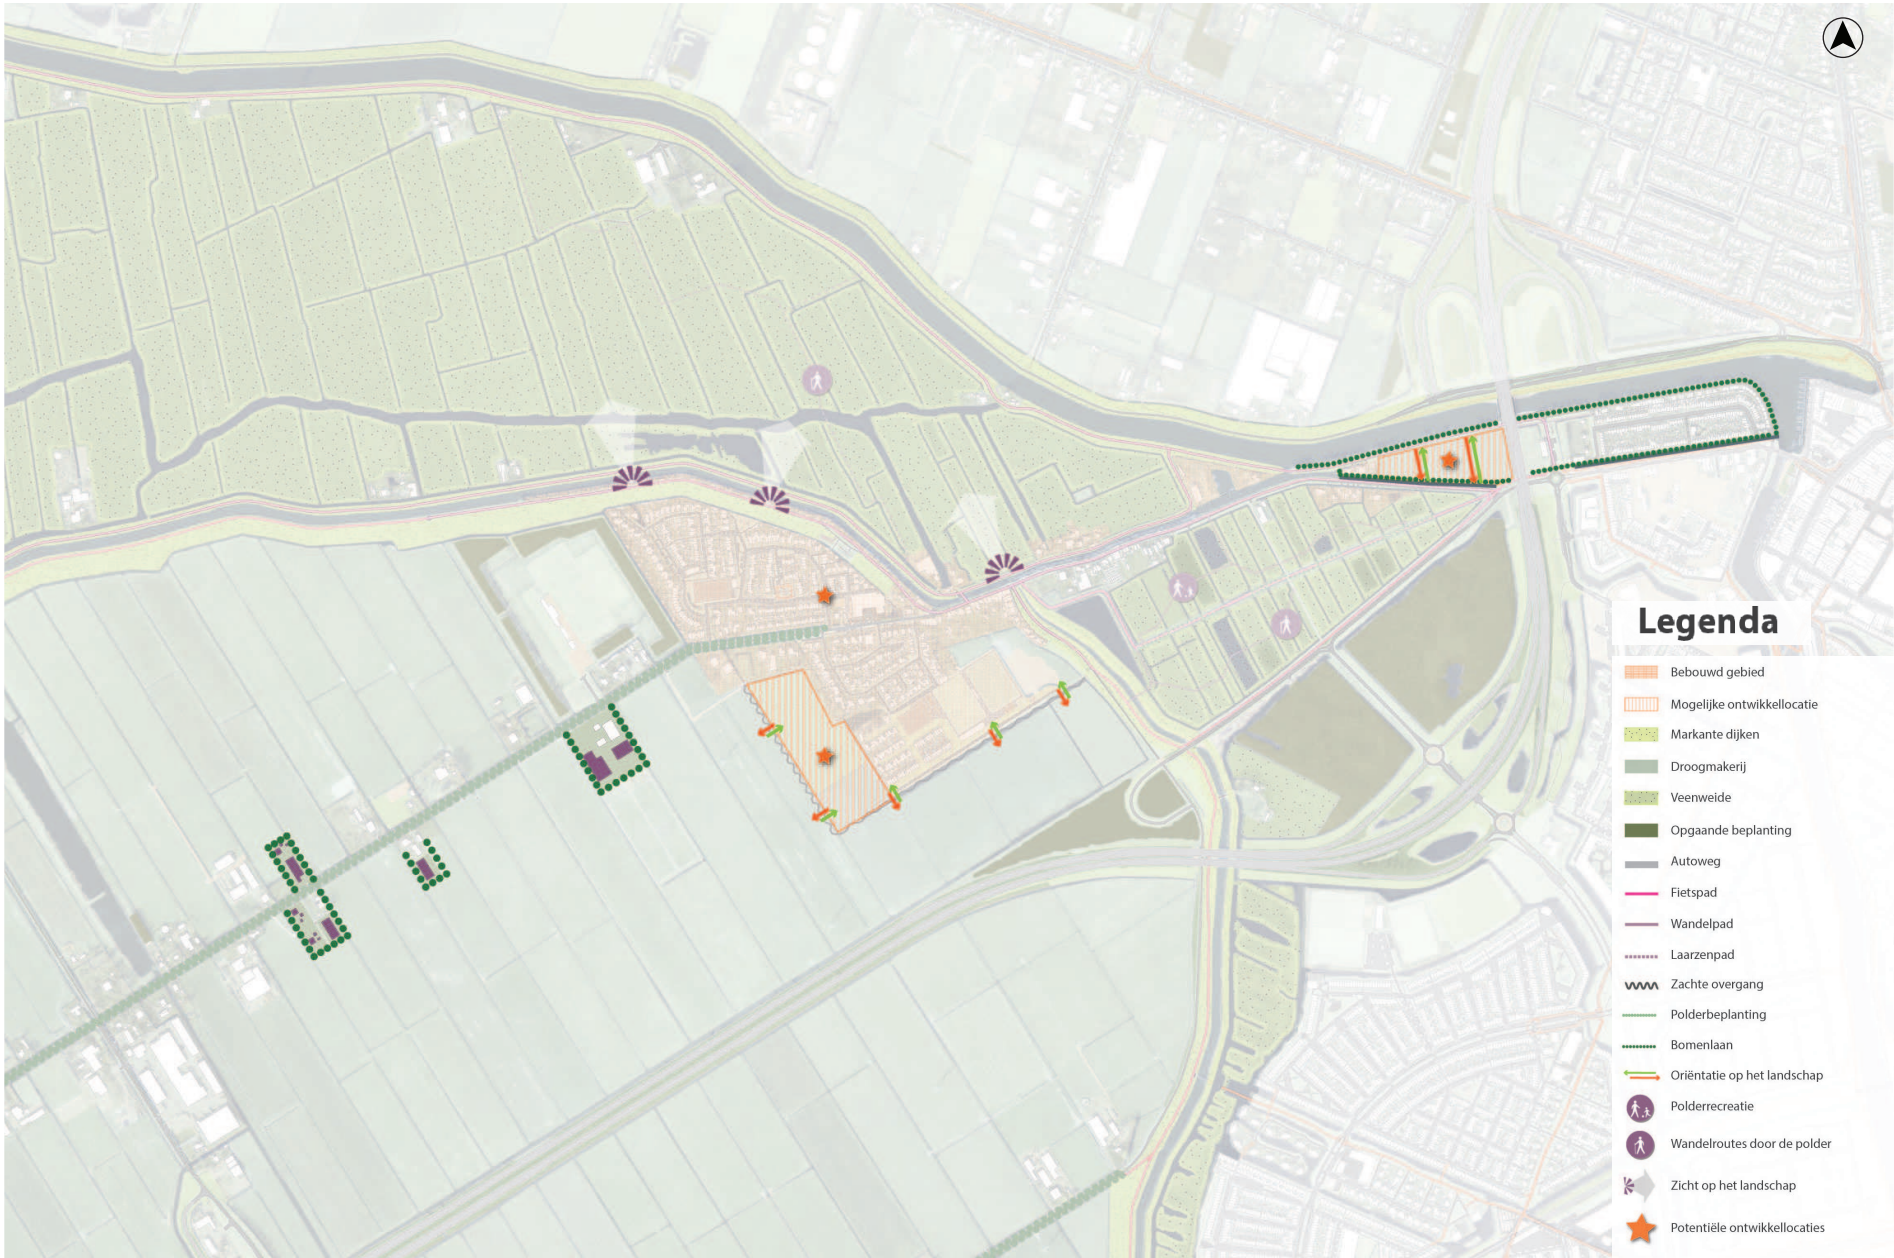 Legenda
Bebouwd gebied
Mogelijke ontwikkellocatie
Markante dijken
Droogmakerij
Veenweide
Opgaande beplanting
Autoweg
Fietspad
Wandelpad
Laarzenpad
Zachte overgang
Polderbeplanting
Bomenlaan
Oriëntatie op het landschap
Polderrecreatie
Wandelroutes door de polder
Zicht op het landschap
Potentiële ontwikkellocaties